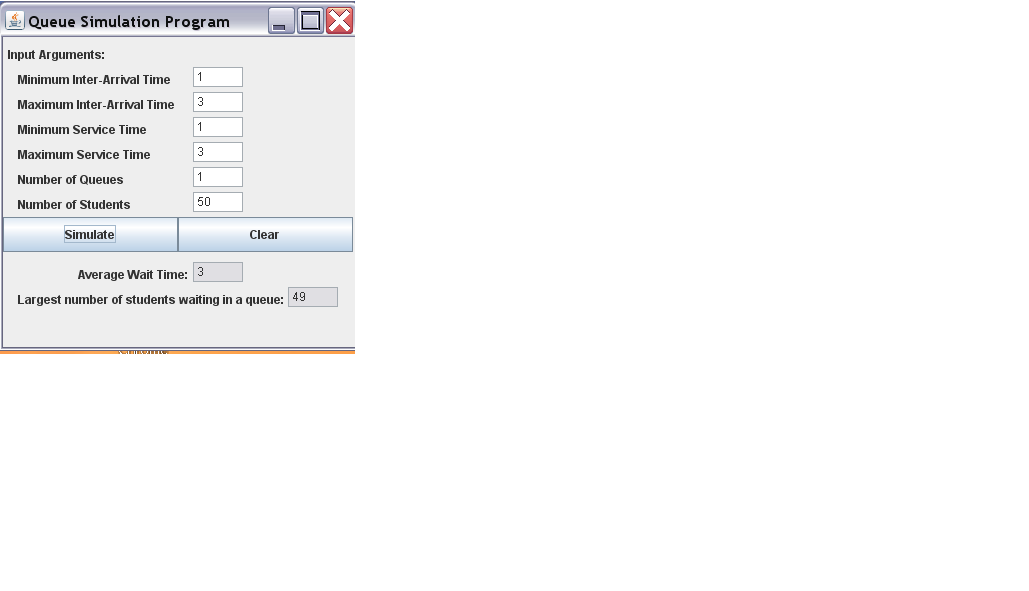 Queue Simulation Program
Input Arguments:
Minimum Inter-Arrival Time 1
Maximum Inter-Arrival Time 3
Minimum Service Time 1
Maximum Service Time 3
Number of Queues 1
Number of Students 50
Simulate Clear
Average Wait Time: 3
Largest number of students waiting in a queue: 49